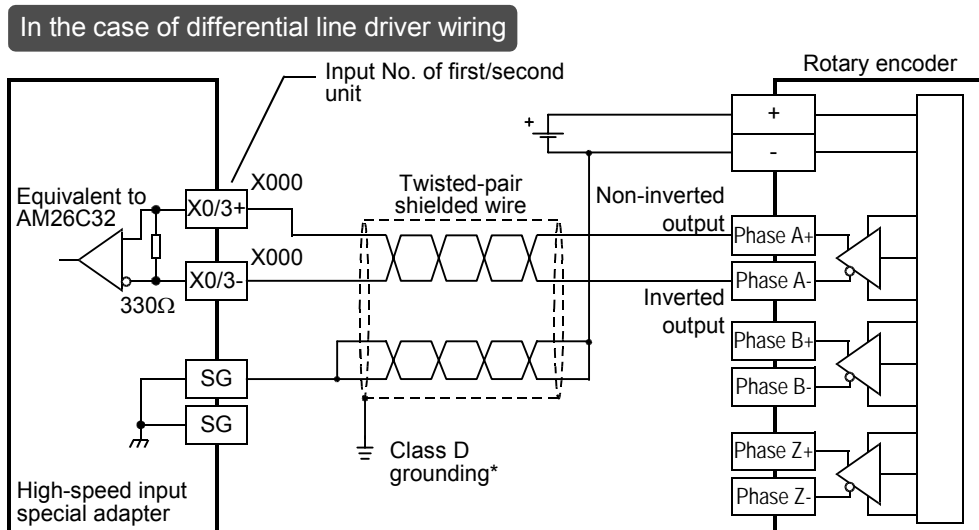 In the case of differential line driver wiring
Input No. of first/second
unit
Rotary encoder
+
+
-
Equivalent to
AM26C32
X0/3+
X000
Twisted-pair
shielded wire
Non-inverted
output
Phase A+
X0/3-
X000
330Ω
Phase A-
Inverted
output
Phase B+
Phase B-
SG
SG
Class D
grounding*
Phase Z+
Phase Z-
High-speed input
special adapter